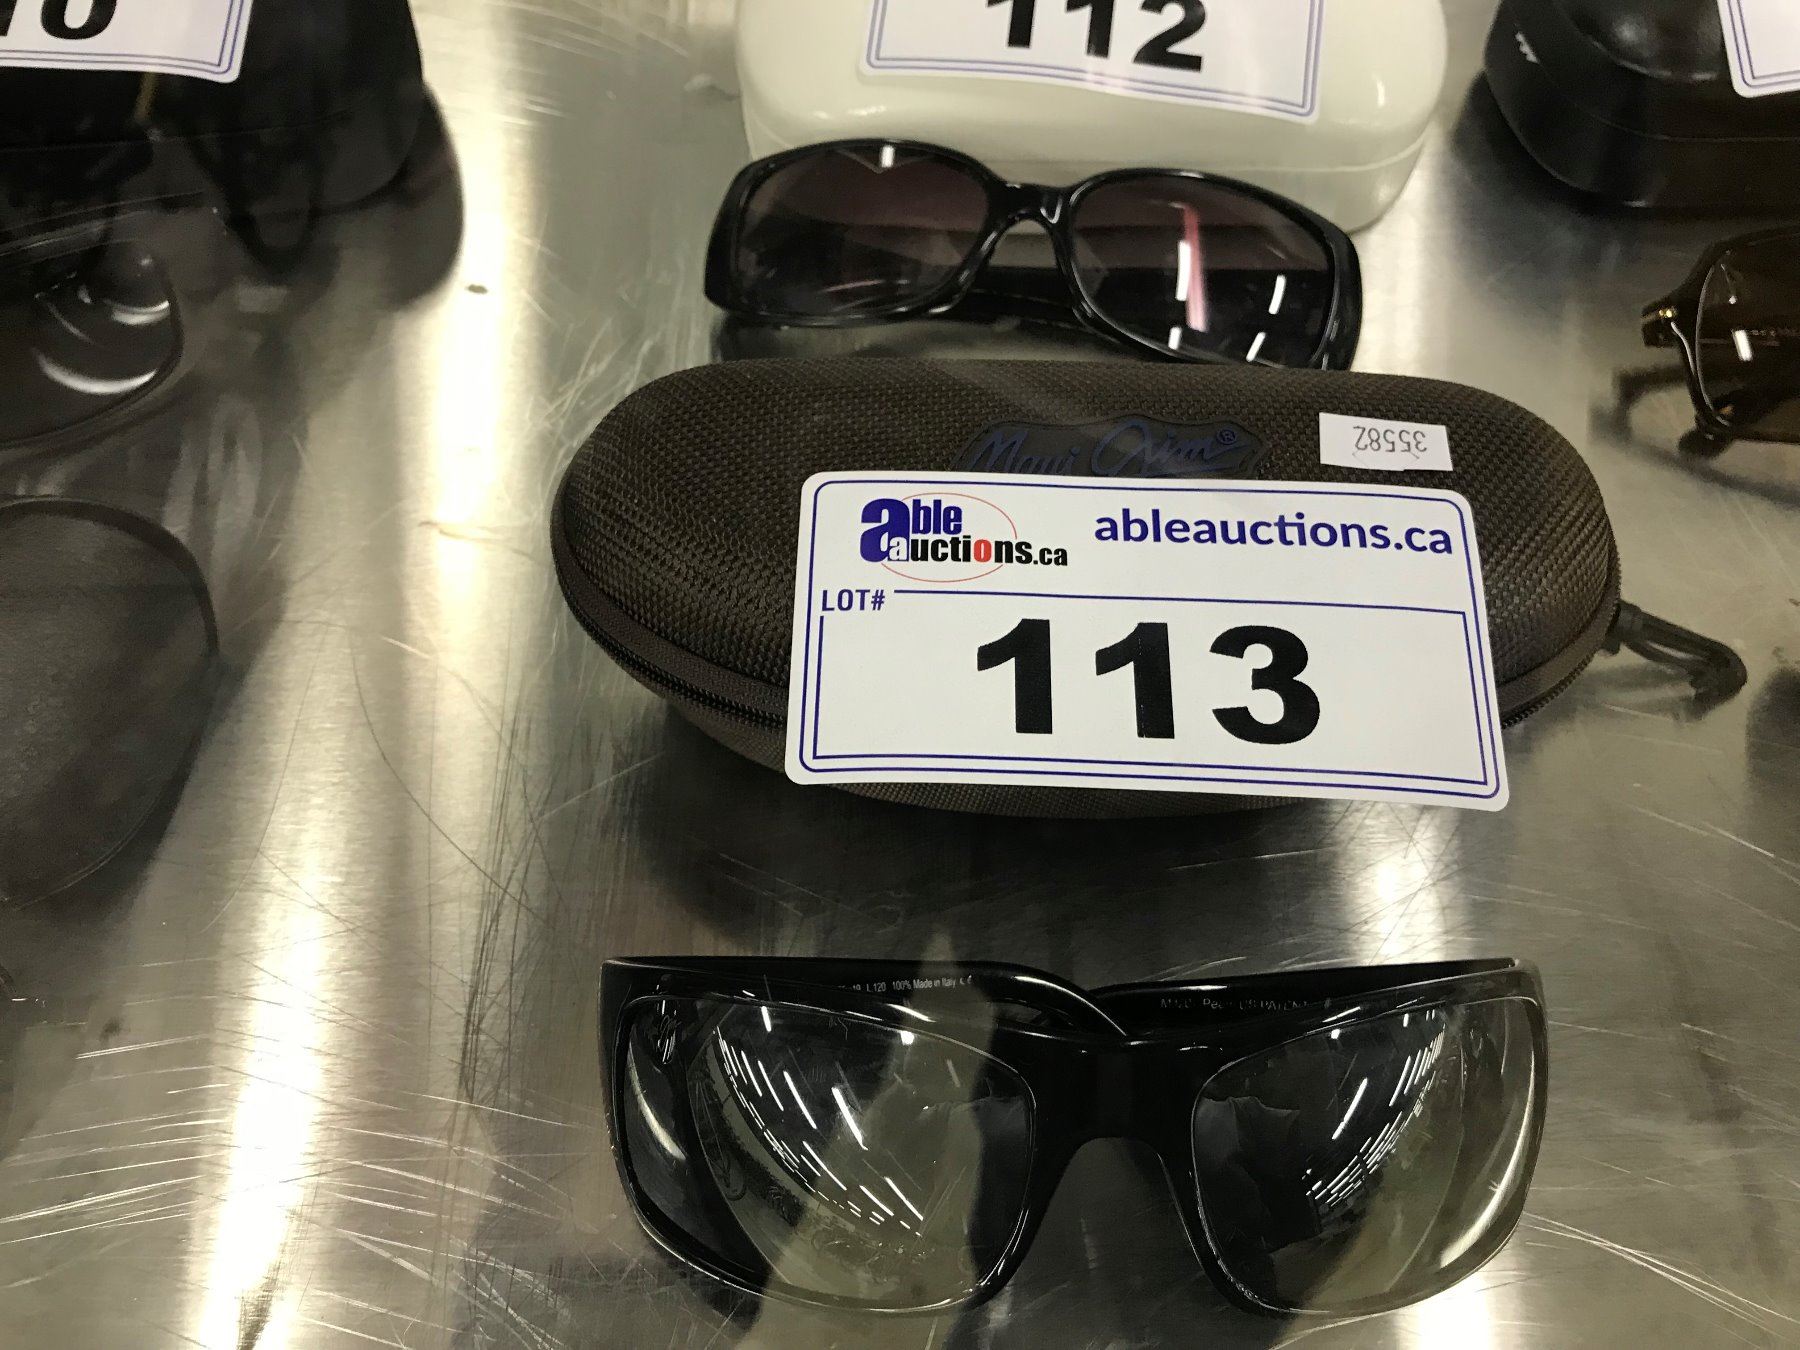 112
Maui Jim®
35582
able auctions.ca
ableauctions.ca
LOT#
113
L120 100% Made in Italy